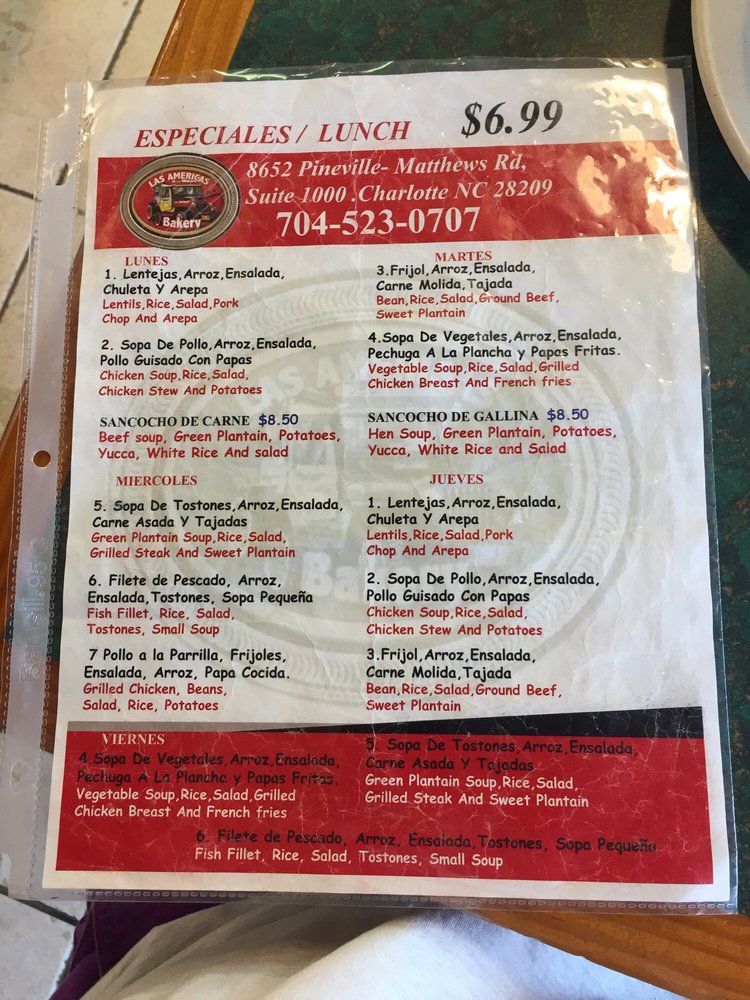 ESPECIALES / LUNCH $6.99
LAS AMERICAS
Bakery
8652 Pineville- Matthews Rd,
Suite 1000 .Charlotte NC 28209
704-523-0707
LUNES
1. Lentejas,Arroz,Ensalada,
Chuleta Y Arepa
Lentils,Rice,Salad,Pork
Chop And Arepa
2. Sopa De Pollo,Arroz,Ensalada,
Pollo Guisado Con Papas
Chicken Soup,Rice,Salad,
Chicken Stew And Potatoes
SANCOCHO DE CARNE $8.50
Beef soup, Green Plantain, Potatoes,
Yucca, White Rice And salad
MARTES
3.Frijol,Arroz,Ensalada,
Carne Molida,Tajada
Bean,Rice,Salad,Ground Beef,
Sweet Plantain
4.Sopa De Vegetales,Arroz,Ensalada,
Pechuga A La Plancha y Papas Fritas.
Vegetable Soup,Rice,Salad,Grilled
Chicken Breast And French fries
SANCOCHO DE GALLINA $8.50
Hen Soup, Green Plantain, Potatoes,
Yucca, White Rice and Salad
MIERCOLES
5. Sopa De Tostones,Arroz,Ensalada,
Carne Asada Y Tajadas
Green Plantain Soup,Rice,Salad,
Grilled Steak And Sweet Plantain
6. Filete de Pescado, Arroz,
Ensalada,Tostones, Sopa Pequeña
Fish Fillet, Rice, Salad,
Tostones, Small Soup
7 Pollo a la Parrilla, Frijoles,
Ensalada, Arroz, Papa Cocida.
Grilled Chicken, Beans,
Salad, Rice, Potatoes
JUEVES
1. Lentejas,Arroz,Ensalada,
Chuleta Y Arepa
Lentils,Rice,Salad,Pork
Chop And Arepa
2. Sopa De Pollo,Arroz,Ensalada,
Pollo Guisado Con Papas
Chicken Soup,Rice,Salad,
Chicken Stew And Potatoes
3.Frijol,Arroz,Ensalada,
Carne Molida,Tajada
Bean,Rice,Salad,Ground Beef,
Sweet Plantain
VIERNES
4.Sopa De Vegetales,Arroz,Ensalada,
Pechuga A La Plancha y Papas Fritas.
Vegetable Soup,Rice,Salad,Grilled
Chicken Breast And French fries
5. Sopa De Tostones,Arroz,Ensalada,
Carne Asada Y Tajadas
Green Plantain Soup,Rice,Salad,
Grilled Steak And Sweet Plantain
6. Filete de Pescado, Arroz, Ensalada,Tostones, Sopa Pequeña
Fish Fillet, Rice, Salad, Tostones, Small Soup